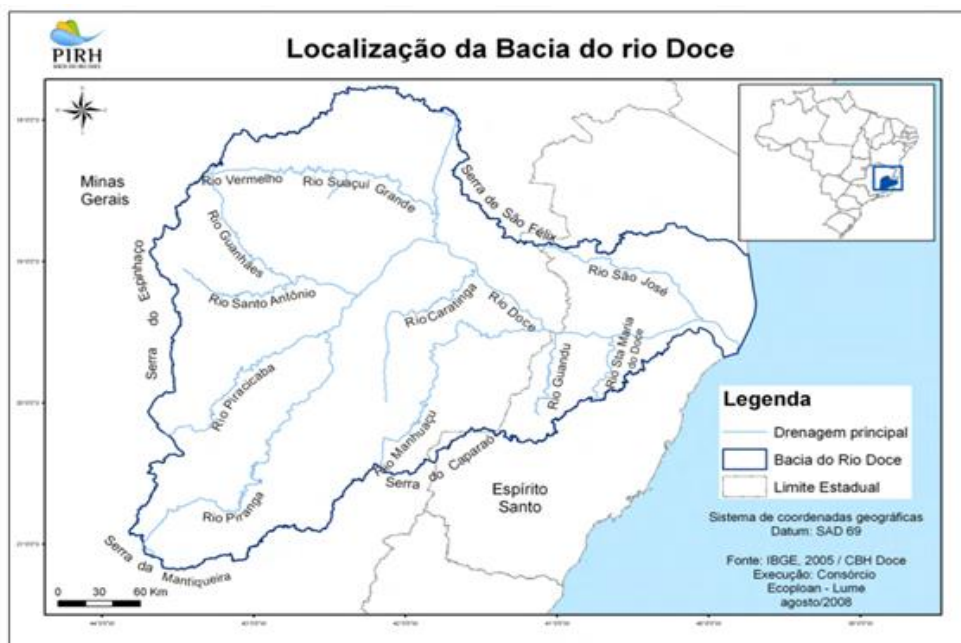 PIRH
Localização da Bacia do rio Doce
Minas
Gerais
Rio Vermelho
Rio Suaçuí Grande
Serra de São Félix
Rio Guanhães
Rio Santo Antônio
Serra do Espinhaço
Rio São José
Rio Caratinga
Rio Doce
Rio Sta Maria
do Doce
Rio Guandu
Rio Piracicaba
Rio Manhuaçu
Serra do Caparaó
Rio Piranga
Serra da Mantiqueira
Espírito
Santo
0 30 60 Km
Legenda
Drenagem principal
Bacia do Rio Doce
Limite Estadual
Sistema de coordenadas geográficas
Datum: SAD 69
Fonte: IBGE, 2005 / CBH Doce
Execução: Consórcio
Ecoploan - Lume
agosto/2008